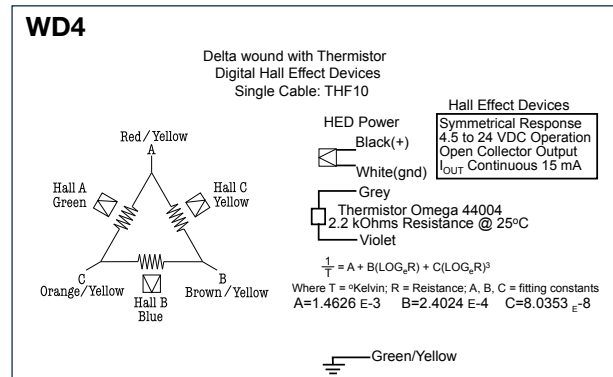 WD4
Delta wound with Thermistor
Digital Hall Effect Devices
Single Cable: THF10
Red/Yellow
A
Hall A
Green
Hall C
Yellow
C
Orange/Yellow
Hall B
Blue
B
Brown/Yellow
HED Power
Black(+)
White(gnd)
Hall Effect Devices
Symmetrical Response
4.5 to 24 VDC Operation
Open Collector Output
IOUT Continuous 15 mA
Grey
Thermistor Omega 44004
2.2 kOhms Resistance @ 25°C
Violet
1/T = A + B(LOGeR) + C(LOGeR)³
Where T = °Kelvin; R = Reistance; A, B, C = fitting constants
A=1.4626 E-3 B=2.4024 E-4 C=8.0353 E-8
Green/Yellow